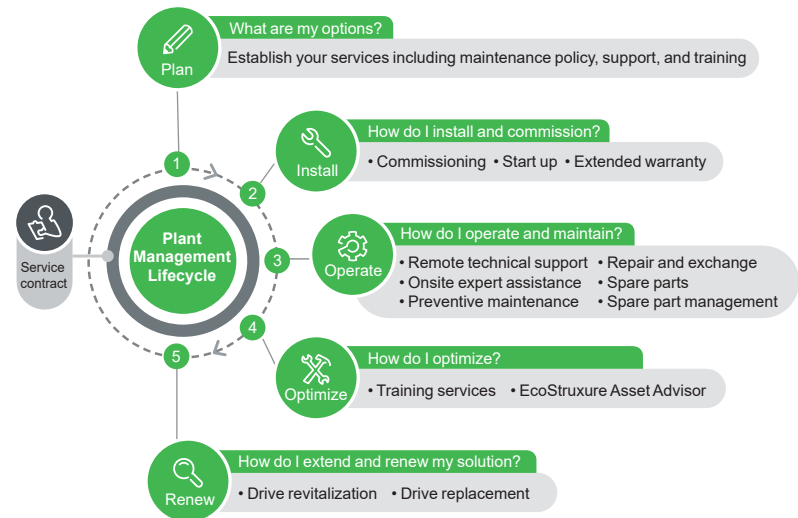 What are my options?
Plan
Establish your services including maintenance policy, support, and training
1
How do I install and commission?
Install
• Commissioning • Start up • Extended warranty
2
Service
contract
Plant
Management
Lifecycle
3
How do I operate and maintain?
Operate
• Remote technical support • Repair and exchange
• Onsite expert assistance • Spare parts
• Preventive maintenance • Spare part management
4
How do I optimize?
Optimize
• Training services • EcoStruxure Asset Advisor
5
How do I extend and renew my solution?
Renew
• Drive revitalization • Drive replacement